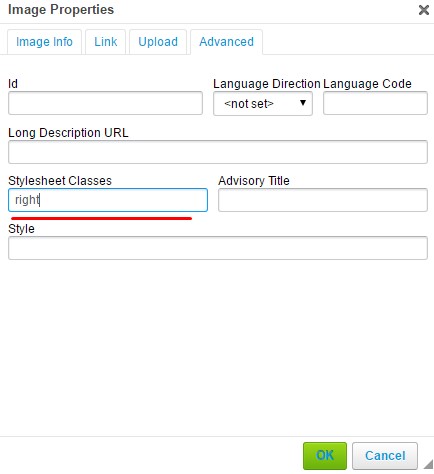 Image Properties
Image Info Link Upload Advanced
Id Language Direction Language Code
<not set>
Long Description URL
Stylesheet Classes Advisory Title
right
Style
OK Cancel